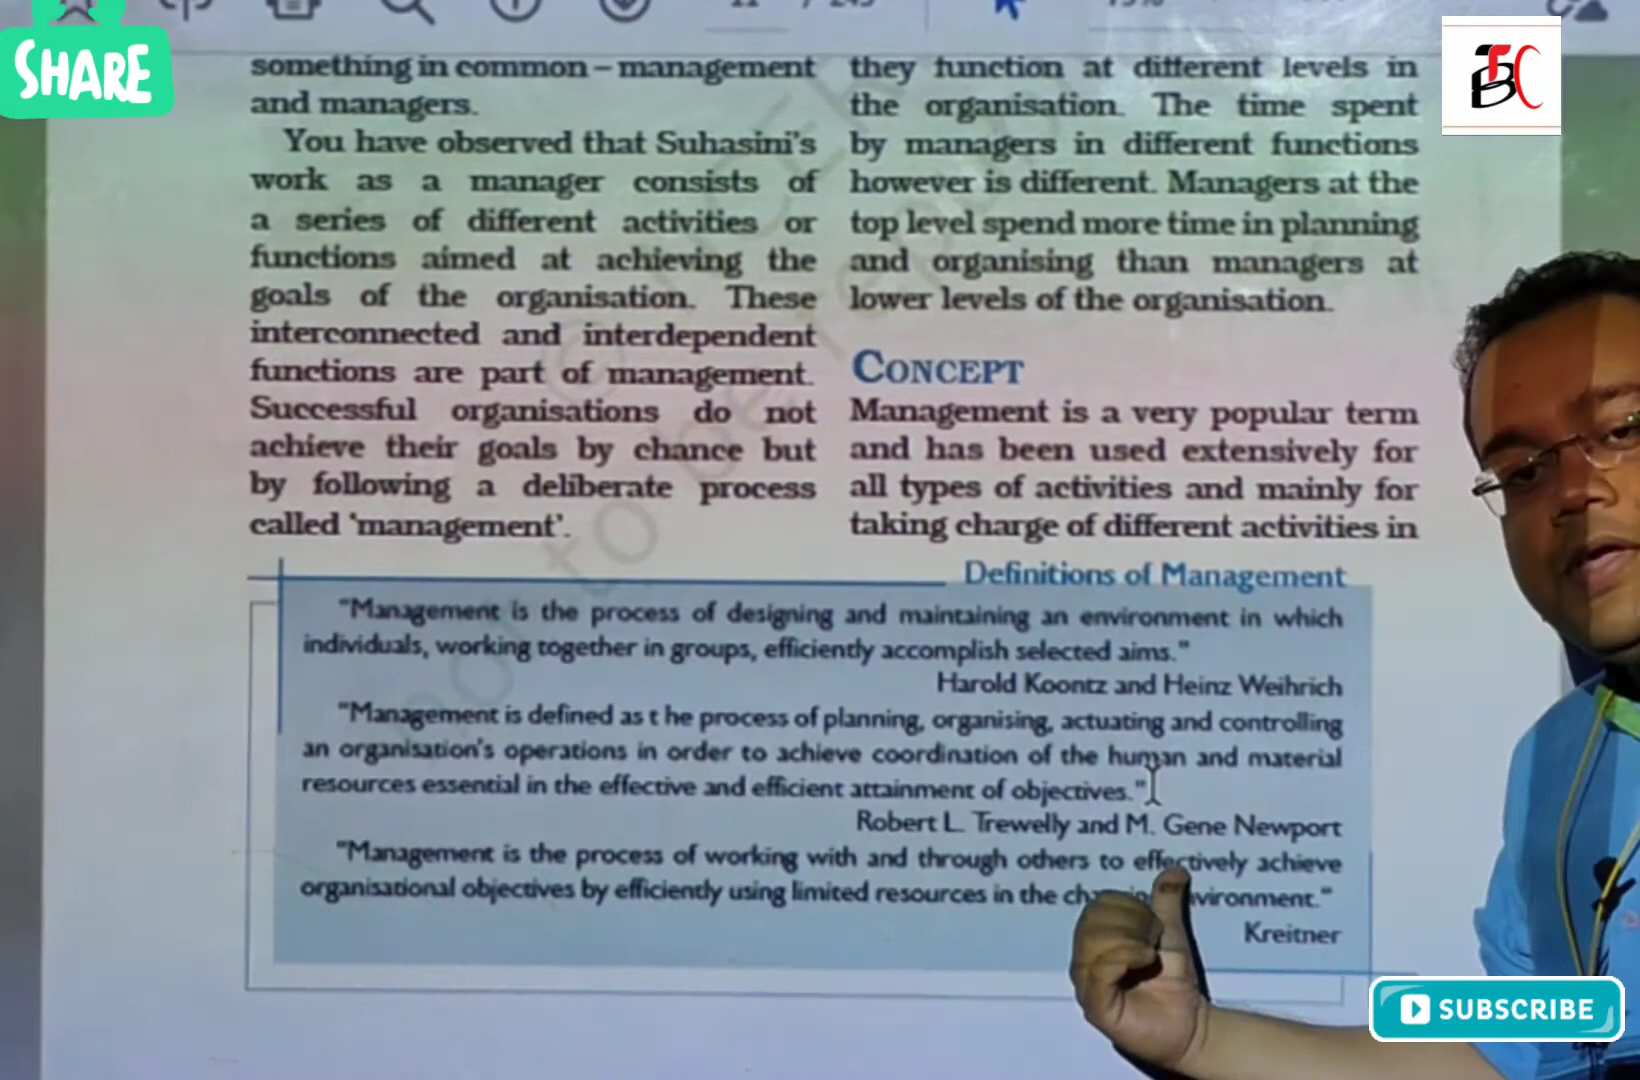 SHARE
something in common – management
and managers.
You have observed that Suhasini's
work as a manager consists of
a series of different activities or
functions aimed at achieving the
goals of the organisation. These
interconnected and interdependent
functions are part of management.
Successful organisations do not
achieve their goals by chance but
by following a deliberate process
called 'management'.
they function at different levels in
the organisation. The time spent
by managers in different functions
however is different. Managers at the
top level spend more time in planning
and organising than managers at
lower levels of the organisation.
CONCEPT
Management is a very popular term
and has been used extensively for
all types of activities and mainly for
taking charge of different activities in
Definitions of Management
"Management is the process of designing and maintaining an environment in which
individuals, working together in groups, efficiently accomplish selected aims."
Harold Koontz and Heinz Weihrich
"Management is defined as t he process of planning, organising, actuating and controlling
an organisation's operations in order to achieve coordination of the human and material
resources essential in the effective and efficient attainment of objectives."
Robert L. Trewelly and M. Gene Newport
"Management is the process of working with and through others to effectively achieve
organisational objectives by efficiently using limited resources in the
Kreitner
SUBSCRIBE